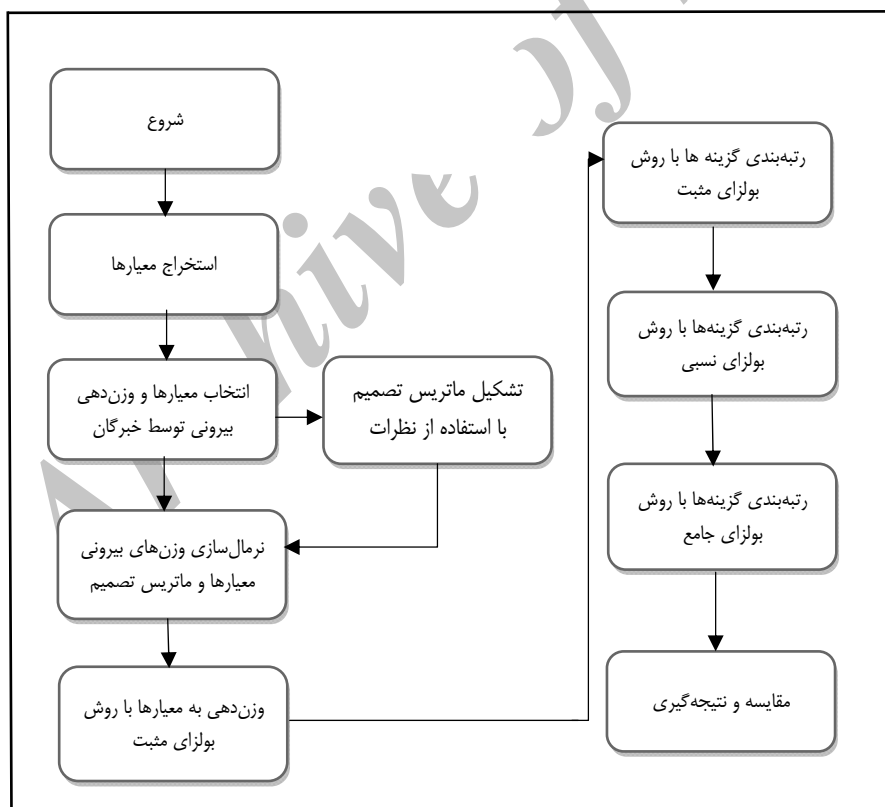 شروع
استخراج معیارها
انتخاب معیارها و وزن‌دهی
بیرونی توسط خبرگان
تشکیل ماتریس تصمیم
با استفاده از نظرات
نرمال‌سازی وزن‌های بیرونی
معیارها و ماتریس تصمیم
وزن‌دهی به معیارها با روش
بولزای مثبت
رتبه‌بندی گزینه ها با روش
بولزای مثبت
رتبه‌بندی گزینه‌ها با روش
بولزای نسبی
رتبه‌بندی گزینه‌ها با روش
بولزای جامع
مقایسه و نتیجه‌گیری
of